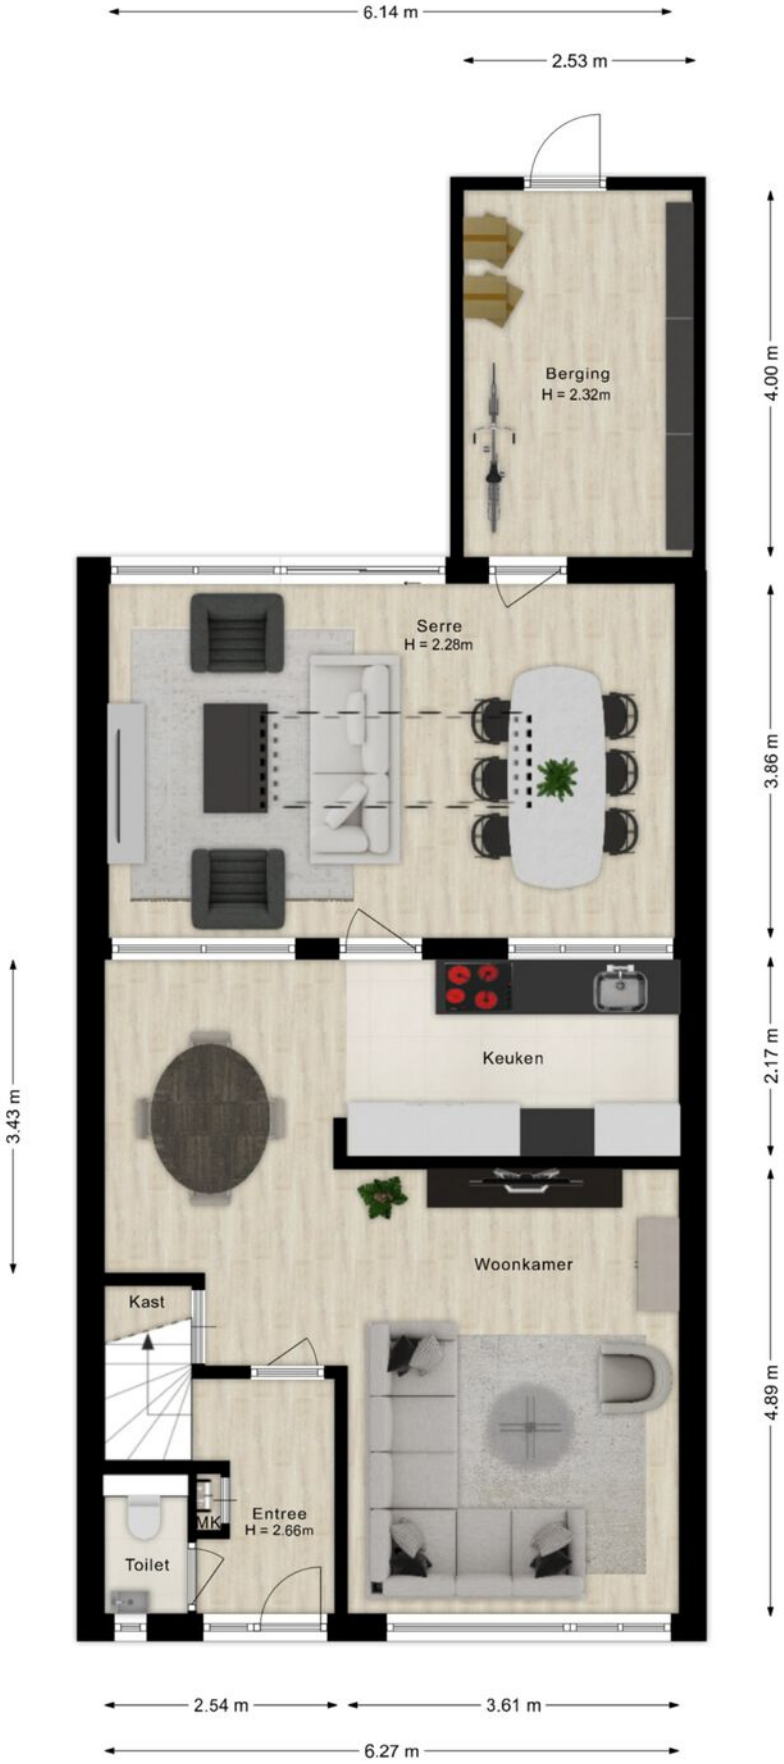 6.14 m
2.53 m
Berging
H = 2.32m
4.00 m
Serre
H = 2.28m
3.86 m
Keuken
2.17 m
3.43 m
Woonkamer
Kast
4.89 m
MK
Entree
H = 2.66m
Toilet
2.54 m
3.61 m
6.27 m